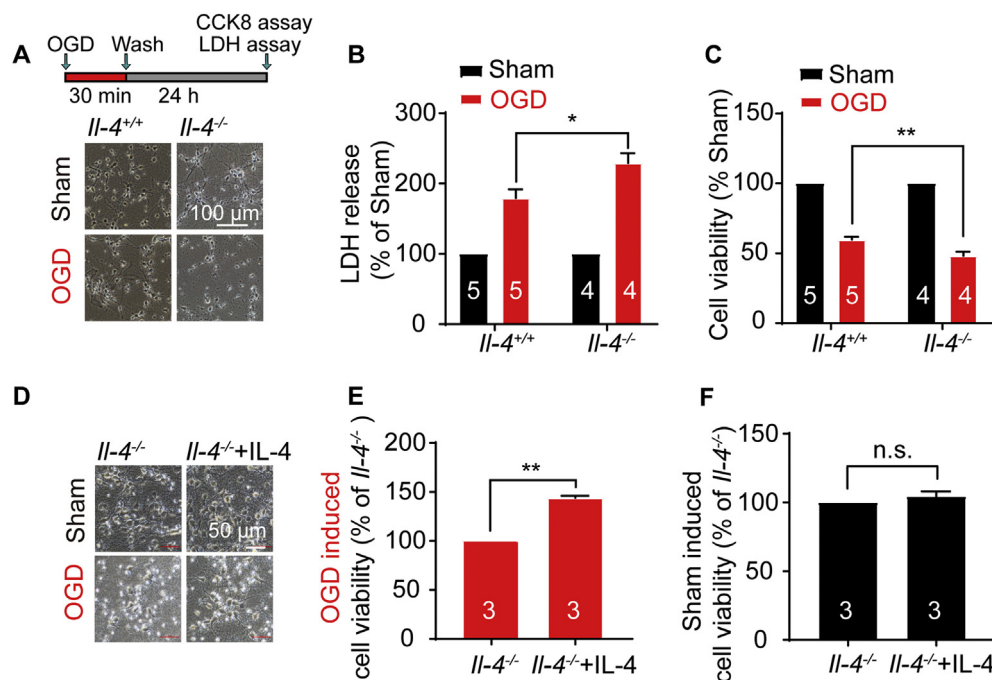 A
OGD
Wash
CCK8 assay
LDH assay
30 min
24 h
Il-4+/+
Il-4-/-
Sham
100 µm
OGD
B
Sham
OGD
LDH release
(% of Sham)
300
200
100
0
*
5
5
4
4
Il-4+/+
Il-4-/-
C
Sham
OGD
Cell viability (% Sham)
150
100
50
0
**
5
5
4
4
Il-4+/+
Il-4-/-
D
Il-4-/-
Il-4-/-+IL-4
Sham
50 µm
OGD
E
OGD induced
cell viability (% of Il-4-/-)
200
150
100
50
0
**
3
3
Il-4-/-
Il-4-/-+IL-4
F
Sham induced
cell viability (% of Il-4-/-)
150
100
50
0
n.s.
3
3
Il-4-/-
Il-4-/-+IL-4